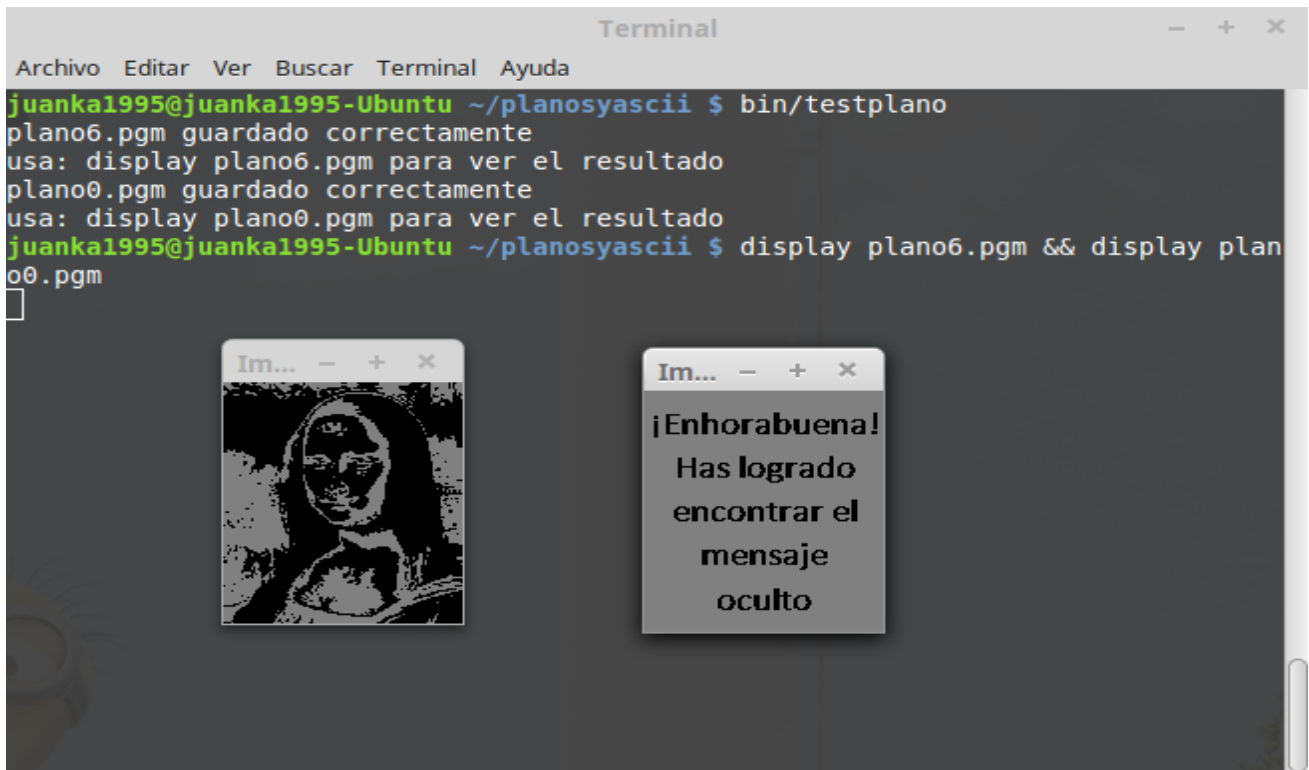 Terminal
Archivo Editar Ver Buscar Terminal Ayuda
juanka1995@juanka1995-Ubuntu ~/planosyascii $ bin/testplano
plano6.pgm guardado correctamente
usa: display plano6.pgm para ver el resultado
plano0.pgm guardado correctamente
usa: display plano0.pgm para ver el resultado
juanka1995@juanka1995-Ubuntu ~/planosyascii $ display plano6.pgm && display plan
o0.pgm
Im...
Im...
¡Enhorabuena!
Has logrado
encontrar el
mensaje
oculto